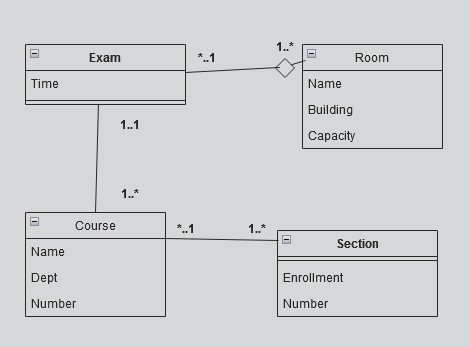 Exam
Time
*..1
1..*
Room
Name
Building
Capacity
1..1
1..*
Course
Name
Dept
Number
*..1
1..*
Section
Enrollment
Number